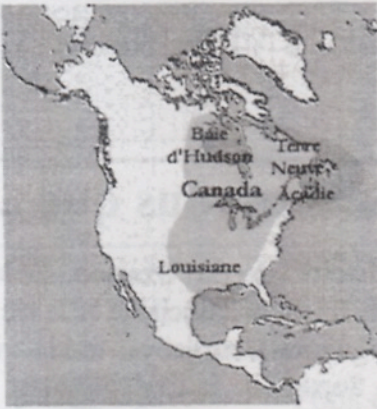 Baie
d'Hudson
Terre
Neuve
Canada
Acadie
Louisiane